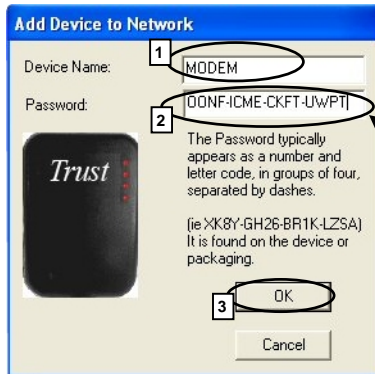 Add Device to Network
1
Device Name: MODEM
Password: OONF-ICME-CKFT-UWPT
2
Trust
The Password typically
appears as a number and
letter code, in groups of four,
separated by dashes.
(ie XK8Y-GH26-BR1K-LZSA)
It is found on the device or
packaging.
3
OK
Cancel